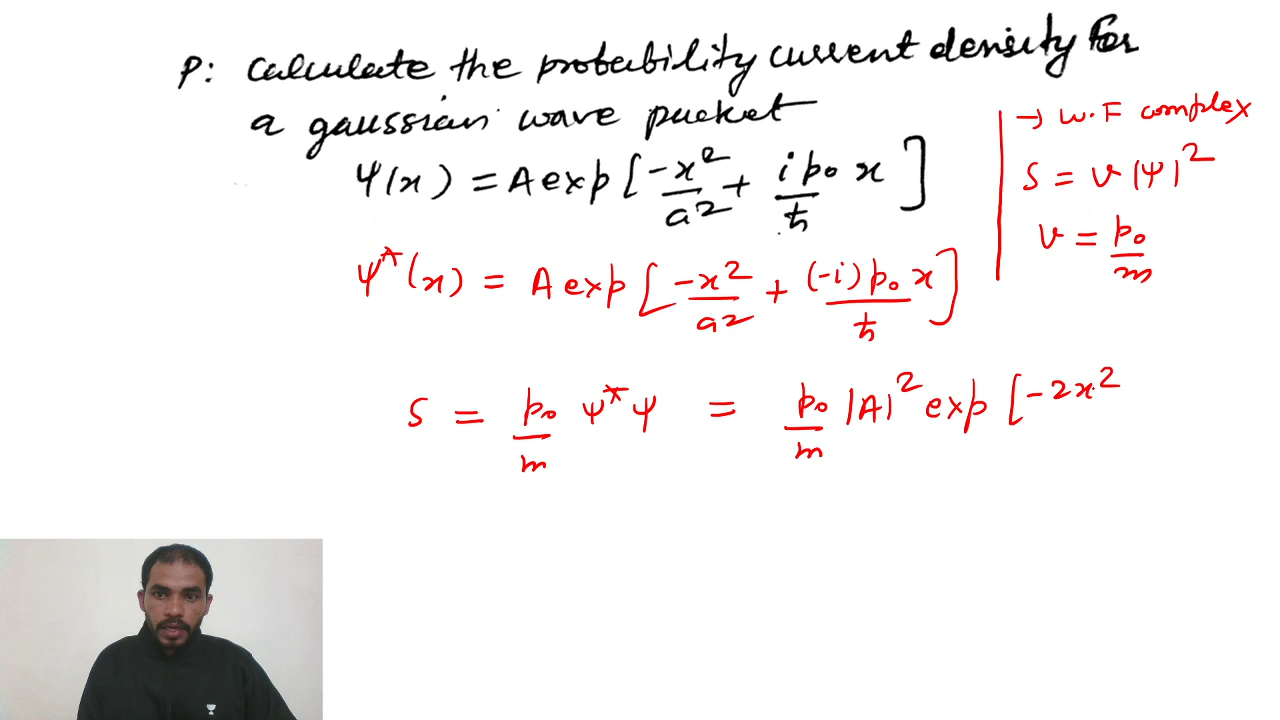 P: Calculate the probability current density for
a gaussian wave packet
ψ(x) = A exp [ -x²/a² + i p₀ x/ħ ]
→ W.F complex
S = v |ψ|²
v = p₀/m
ψ*(x) = A exp [ -x²/a² + (-i) p₀ x/ħ ]
S = p₀/m ψ*ψ = p₀/m |A|² exp [ -2x²